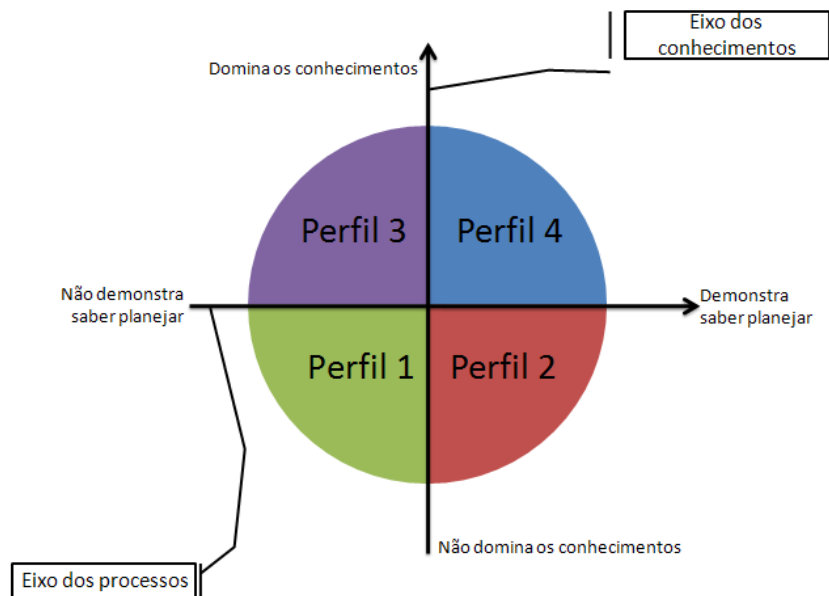 Eixo dos
conhecimentos
Domina os conhecimentos
Perfil 3
Perfil 4
Não demonstra
saber planejar
Demonstra
saber planejar
Perfil 1
Perfil 2
Não domina os conhecimentos
Eixo dos processos